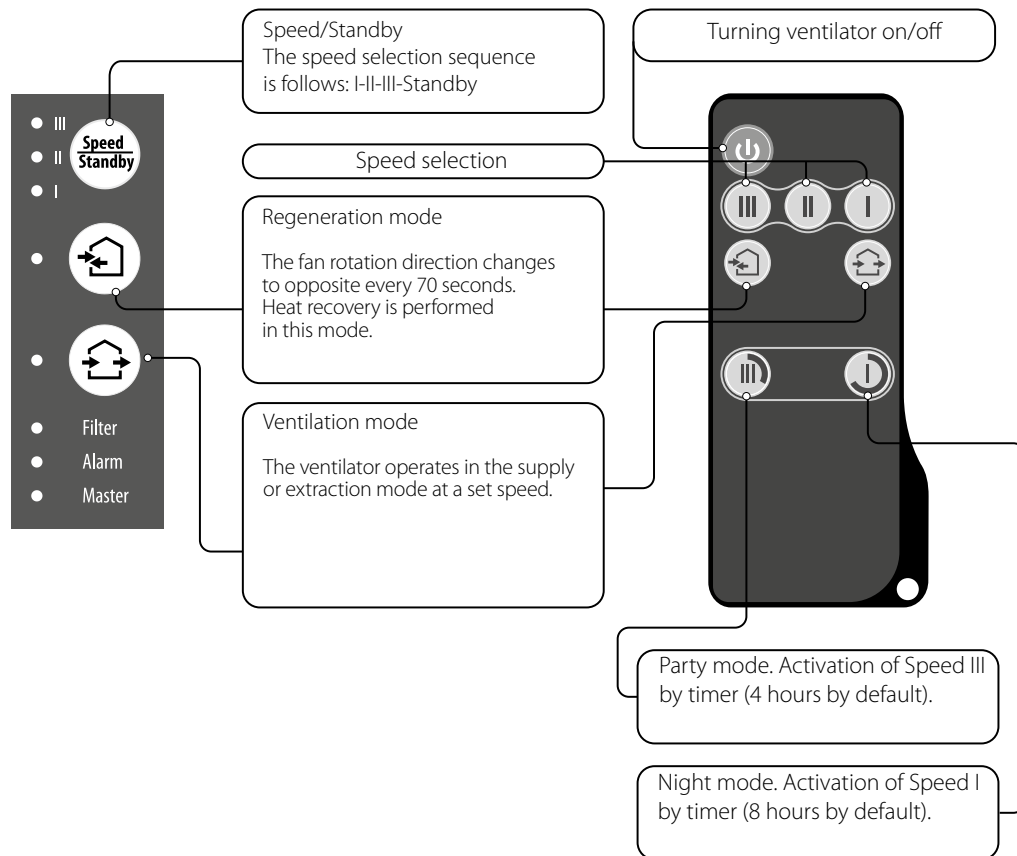 Speed/Standby
The speed selection sequence
is follows: I-II-III-Standby
Turning ventilator on/off
III
II
I
Speed
Standby
Speed selection
III
II
I
Regeneration mode
The fan rotation direction changes
to opposite every 70 seconds.
Heat recovery is performed
in this mode.
III
I
Ventilation mode
The ventilator operates in the supply
or extraction mode at a set speed.
Filter
Alarm
Master
Party mode. Activation of Speed III
by timer (4 hours by default).
Night mode. Activation of Speed I
by timer (8 hours by default).